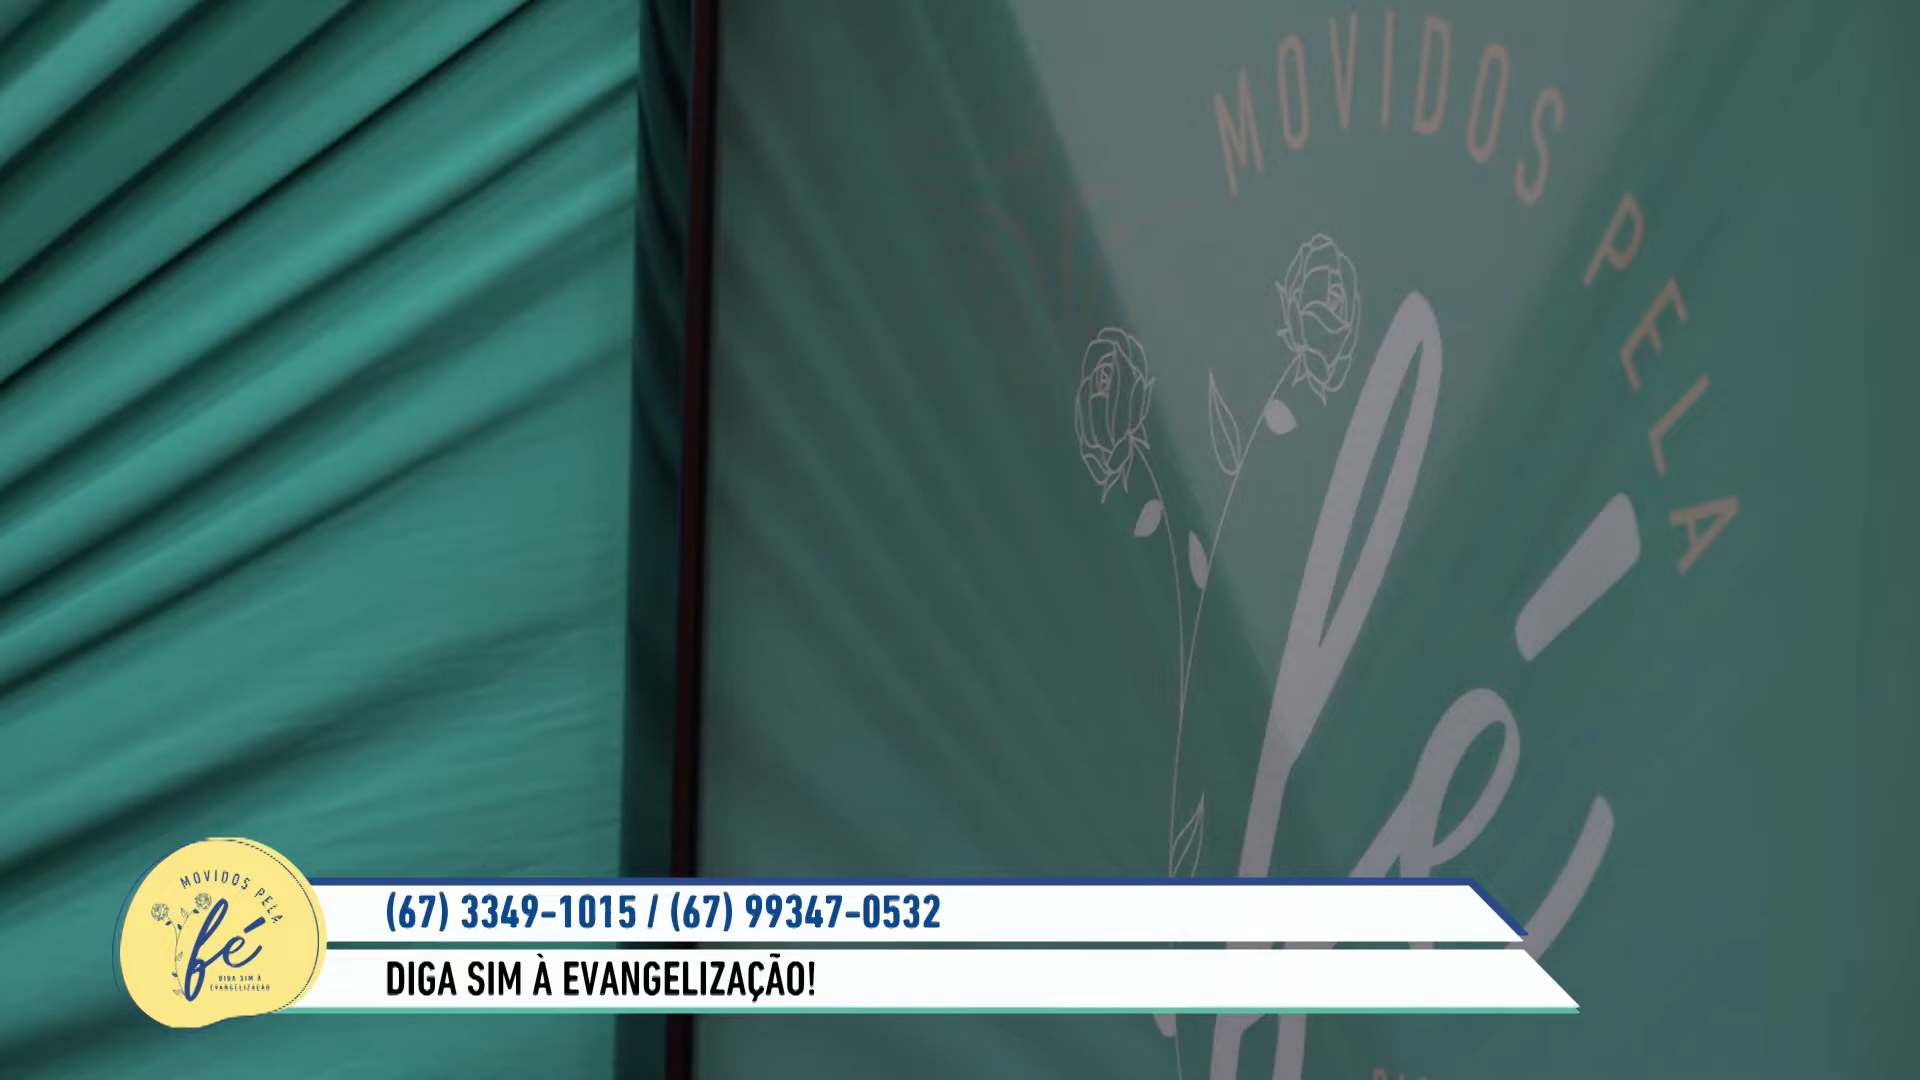 MOVIDOS PELA
fé
(67) 3349-1015 / (67) 99347-0532
DIGA SIM À EVANGELIZAÇÃO!
MOVIDOS PELA
fé
DIGA SIM À
EVANGELIZAÇÃO